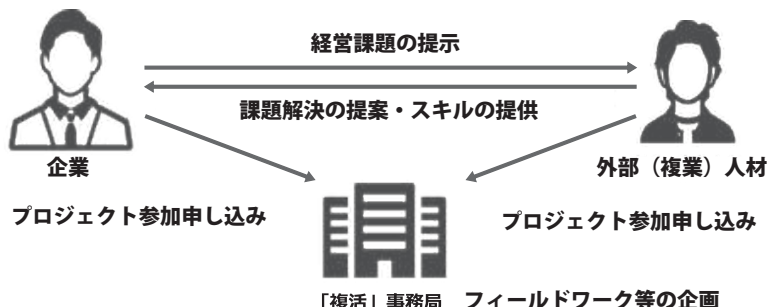 経営課題の提示
課題解決の提案・スキルの提供
企業
外部（複業）人材
プロジェクト参加申し込み
プロジェクト参加申し込み
「複活」事務局　フィールドワーク等の企画